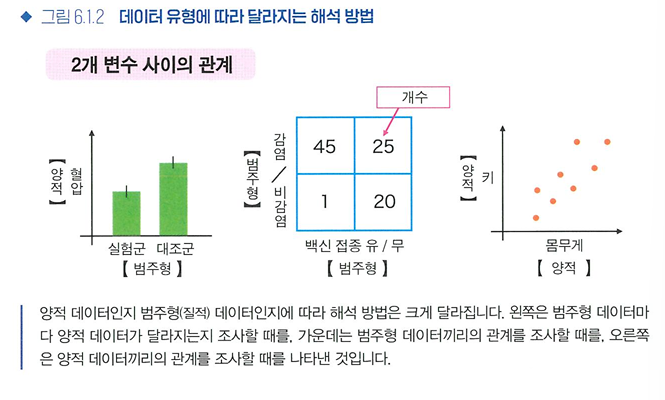 ◆ 그림 6.1.2 데이터 유형에 따라 달라지는 해석 방법
2개 변수 사이의 관계
【양적】 혈압
실험군 대조군
【 범주형 】
개수
【범주형】 감염 / 비감염
45 25
1 20
백신 접종 유 / 무
【 범주형 】
【양적】 키
몸무게
【 양적 】
양적 데이터인지 범주형(질적) 데이터인지에 따라 해석 방법은 크게 달라집니다. 왼쪽은 범주형 데이터마
다 양적 데이터가 달라지는지 조사할 때를, 가운데는 범주형 데이터끼리의 관계를 조사할 때를, 오른쪽
은 양적 데이터끼리의 관계를 조사할 때를 나타낸 것입니다.